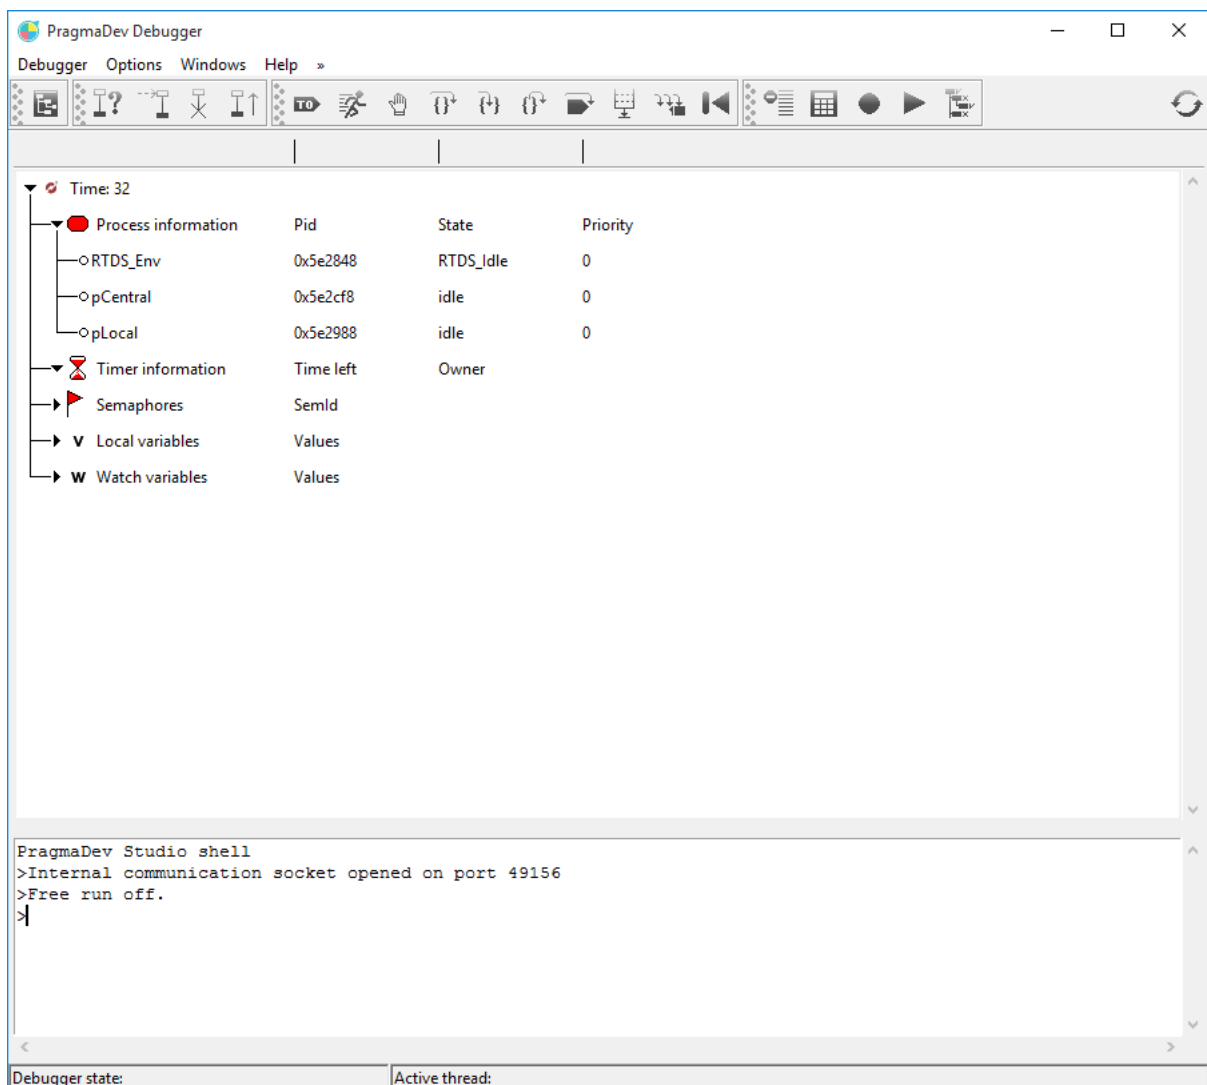 PragmaDev Debugger
Debugger Options Windows Help »
I? TO {} {} {}
Time: 32
Process information Pid State Priority
RTDS_Env 0x5e2848 RTDS_Idle 0
pCentral 0x5e2cf8 idle 0
pLocal 0x5e2988 idle 0
Timer information Time left Owner
Semaphores SemId
V Local variables Values
W Watch variables Values
PragmaDev Studio shell
>Internal communication socket opened on port 49156
>Free run off.
>
Debugger state: Active thread: